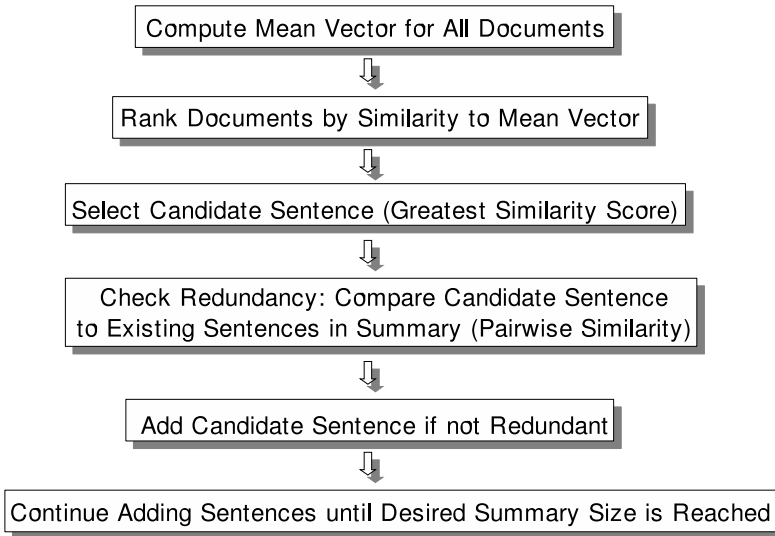 Compute Mean Vector for All Documents
Rank Documents by Similarity to Mean Vector
Select Candidate Sentence (Greatest Similarity Score)
Check Redundancy: Compare Candidate Sentence
to Existing Sentences in Summary (Pairwise Similarity)
Add Candidate Sentence if not Redundant
Continue Adding Sentences until Desired Summary Size is Reached